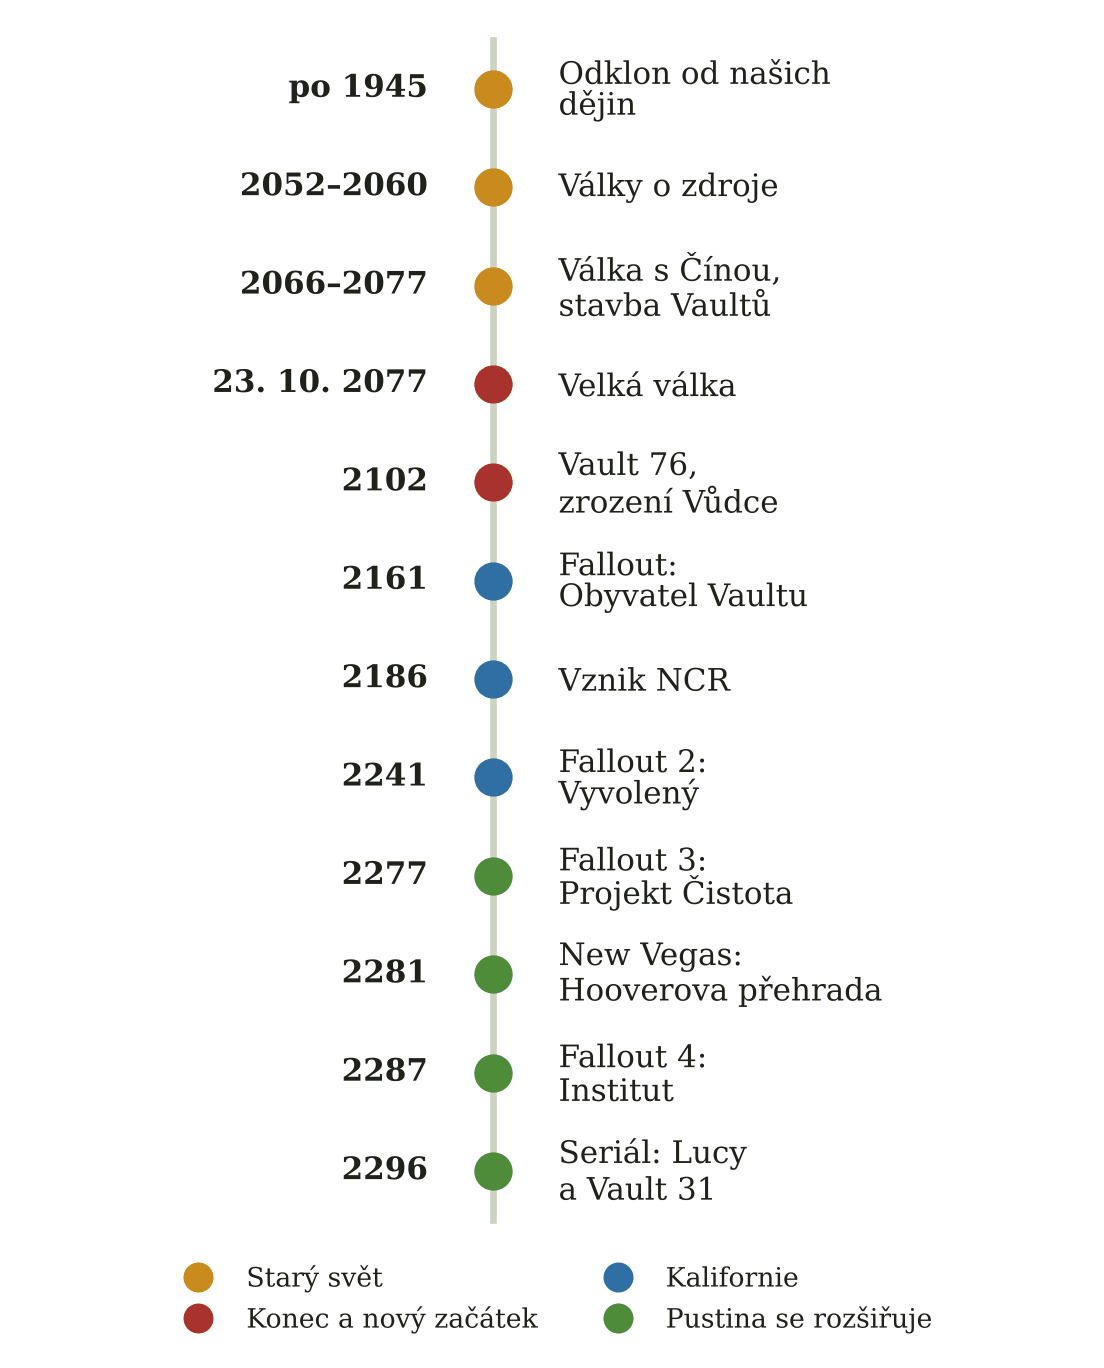 po 1945
Odklon od našich
dějin
2052–2060
Války o zdroje
2066–2077
Válka s Čínou,
stavba Vaultů
23. 10. 2077
Velká válka
2102
Vault 76,
zrození Vůdce
2161
Fallout:
Obyvatel Vaultu
2186
Vznik NCR
2241
Fallout 2:
Vyvolený
2277
Fallout 3:
Projekt Čistota
2281
New Vegas:
Hooverova přehrada
2287
Fallout 4:
Institut
2296
Seriál: Lucy
a Vault 31
Starý svět
Konec a nový začátek
Kalifornie
Pustina se rozšiřuje